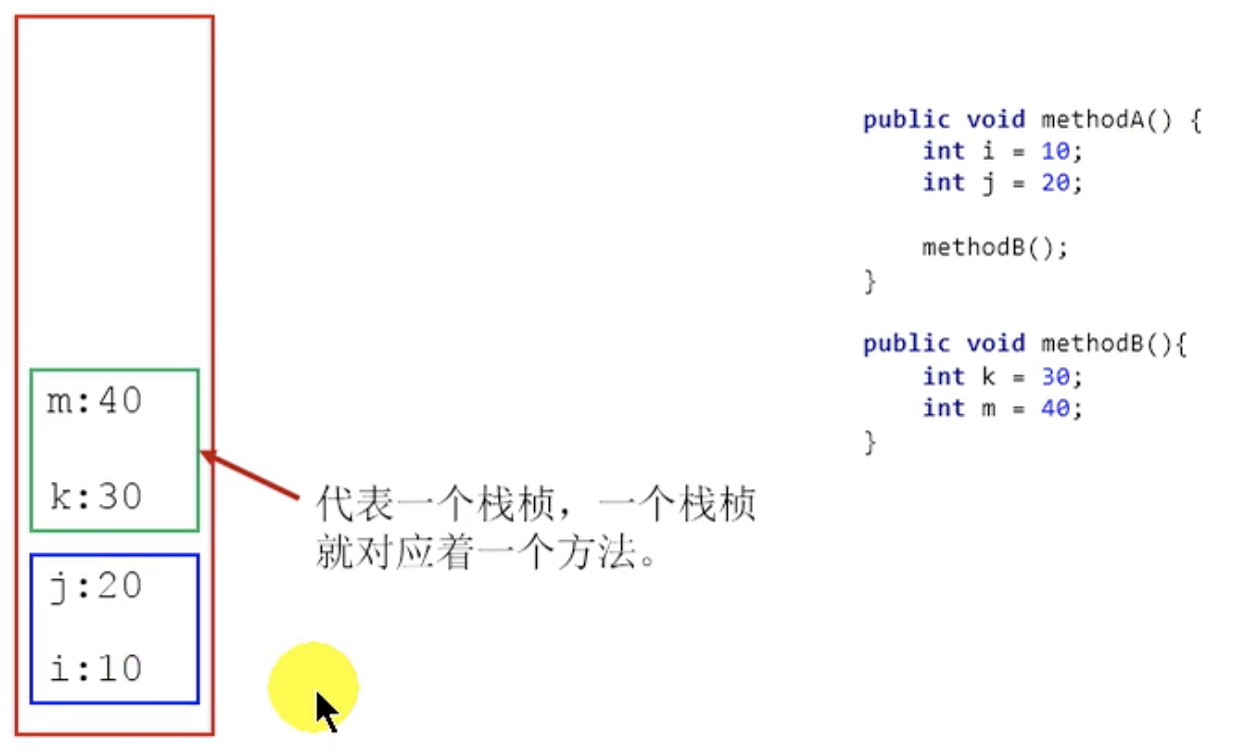 m:40
k:30
j:20
i:10
代表一个栈桢，一个栈桢
就对应着一个方法。
public void methodA() {
    int i = 10;
    int j = 20;
    methodB();
}
public void methodB(){
    int k = 30;
    int m = 40;
}